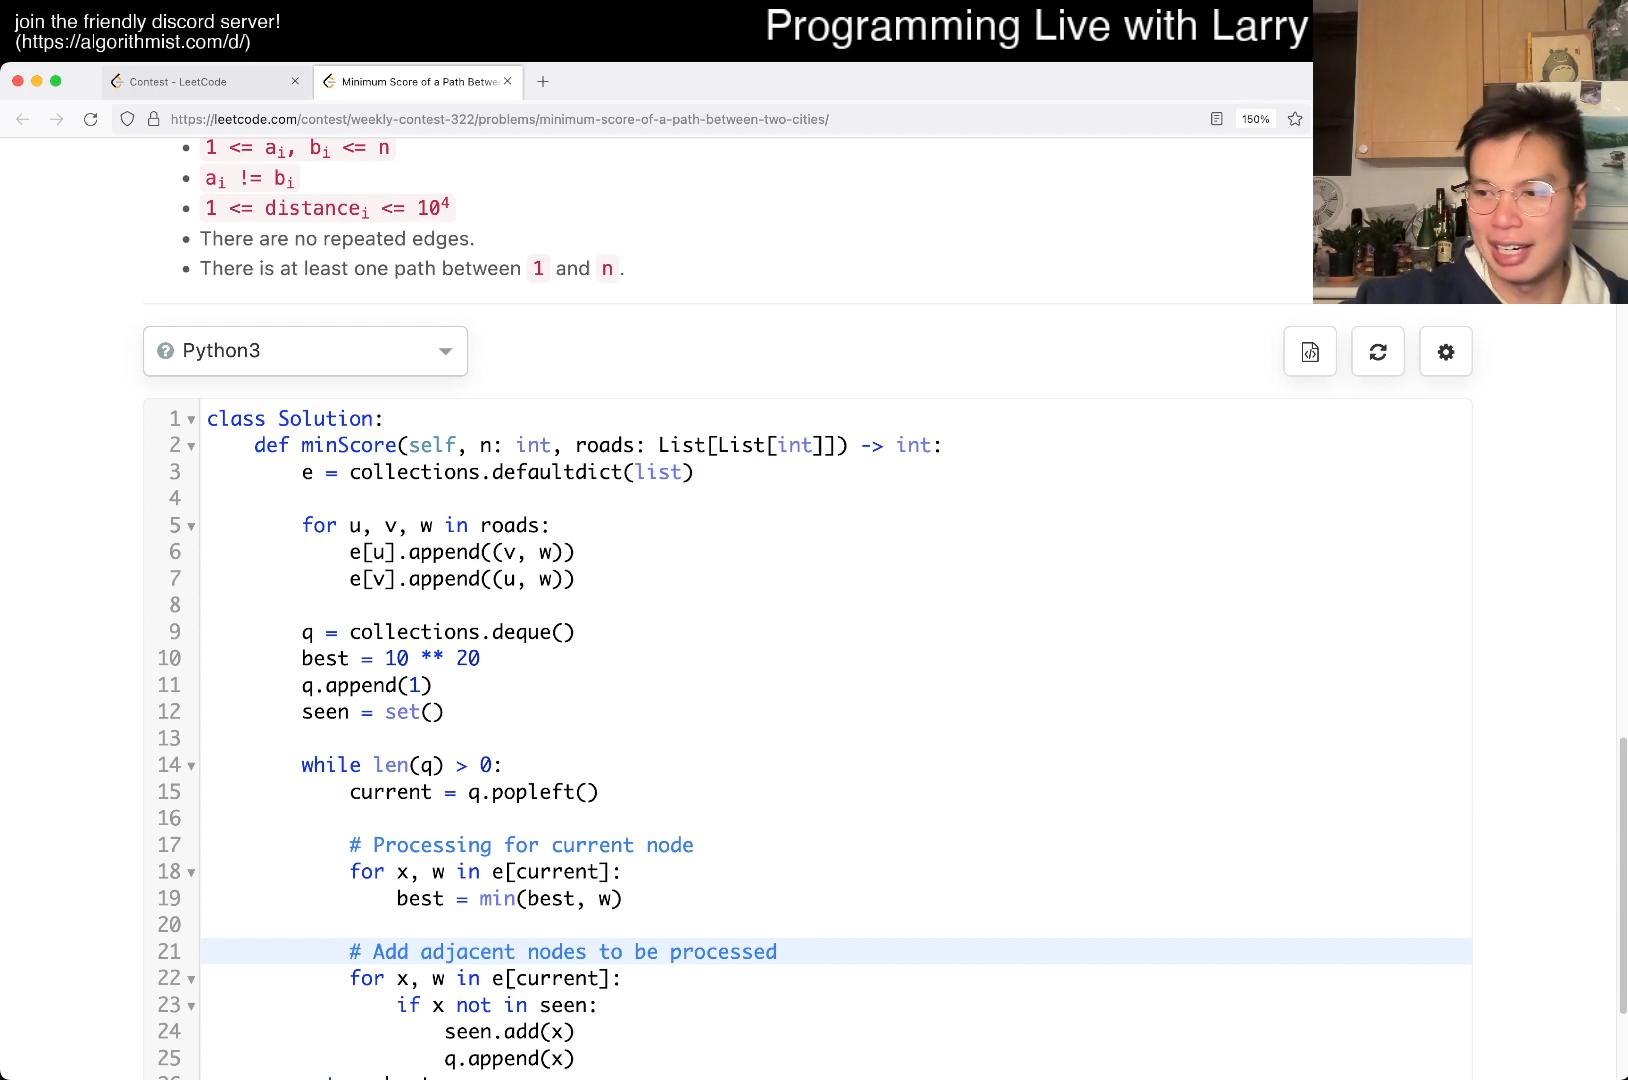 join the friendly discord server!
(https://algorithmist.com/d/)
Programming Live with Larry
Contest - LeetCode
Minimum Score of a Path Betwe
https://leetcode.com/contest/weekly-contest-322/problems/minimum-score-of-a-path-between-two-cities/
150%
1 <= aᵢ, bᵢ <= n
aᵢ != bᵢ
1 <= distanceᵢ <= 10⁴
There are no repeated edges.
There is at least one path between 1 and n.
Python3
1 class Solution:
2     def minScore(self, n: int, roads: List[List[int]]) -> int:
3         e = collections.defaultdict(list)
4
5         for u, v, w in roads:
6             e[u].append((v, w))
7             e[v].append((u, w))
8
9         q = collections.deque()
10         best = 10 ** 20
11         q.append(1)
12         seen = set()
13
14         while len(q) > 0:
15             current = q.popleft()
16
17             # Processing for current node
18             for x, w in e[current]:
19                 best = min(best, w)
20
21             # Add adjacent nodes to be processed
22             for x, w in e[current]:
23                 if x not in seen:
24                     seen.add(x)
25                     q.append(x)